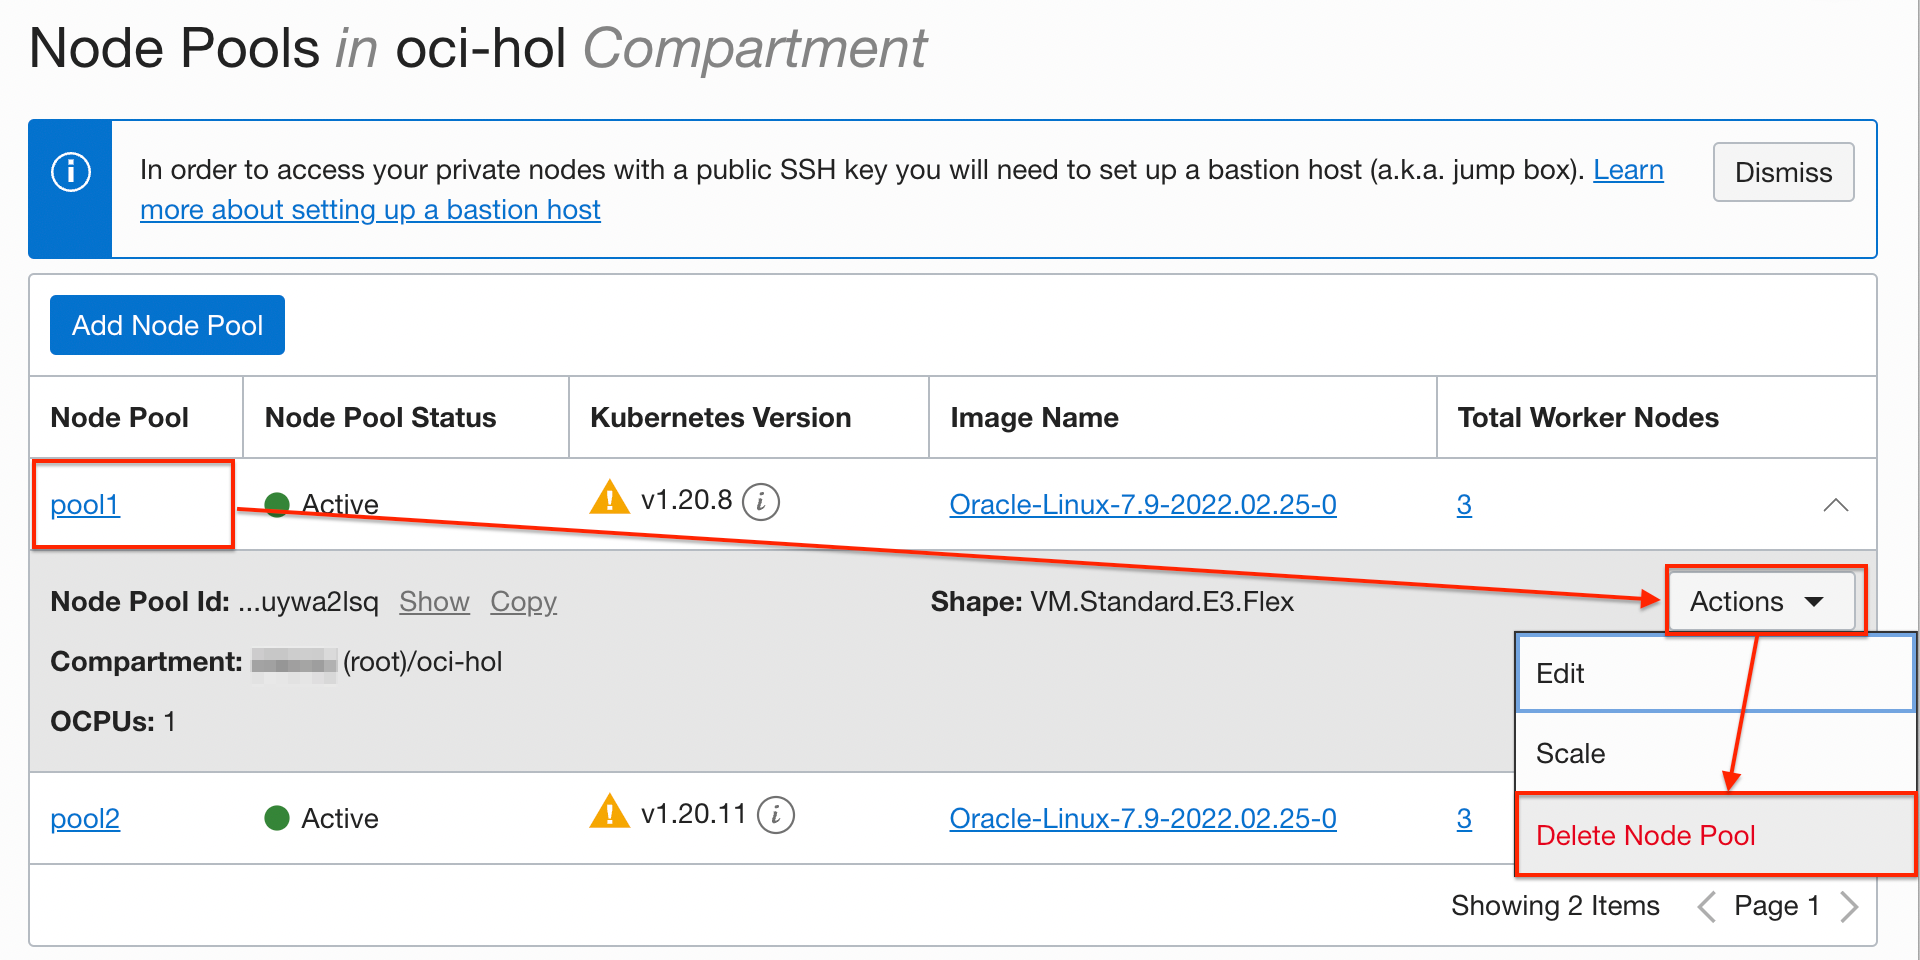 Node Pools in oci-hol Compartment
In order to access your private nodes with a public SSH key you will need to set up a bastion host (a.k.a. jump box). Learn
more about setting up a bastion host
Dismiss
Add Node Pool
Node Pool Node Pool Status Kubernetes Version Image Name Total Worker Nodes
pool1 Active v1.20.8 Oracle-Linux-7.9-2022.02.25-0 3
Node Pool Id: ...uywa2lsq Show Copy Shape: VM.Standard.E3.Flex Actions
Compartment: (root)/oci-hol
Edit
OCPUs: 1
Scale
pool2 Active v1.20.11 Oracle-Linux-7.9-2022.02.25-0 3
Delete Node Pool
Showing 2 Items Page 1